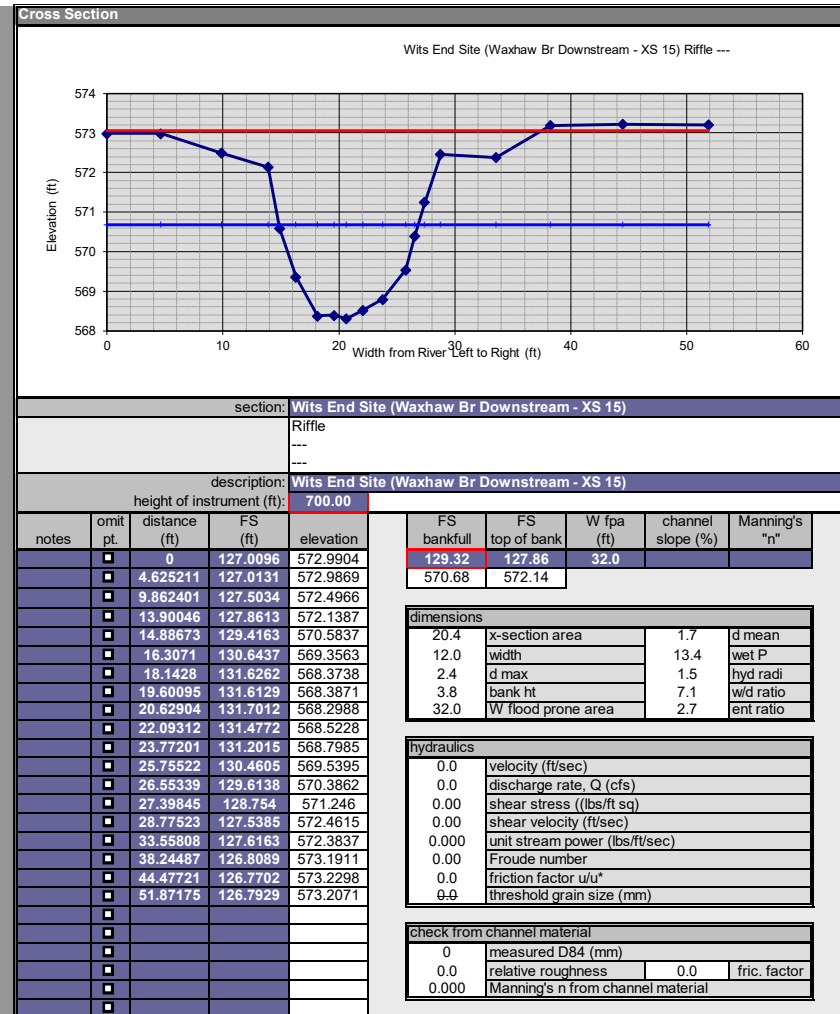 Cross Section
Wits End Site (Waxhaw Br Downstream - XS 15) Riffle ---
574
573
572
571
570
569
568
Elevation (ft)
0 10 20 30 40 50 60
Width from River Left to Right (ft)
section: Wits End Site (Waxhaw Br Downstream - XS 15)
Riffle
---
---
description: Wits End Site (Waxhaw Br Downstream - XS 15)
height of instrument (ft): 700.00
notes omit pt. distance (ft) FS (ft) elevation
0 127.0096 572.9904
4.625211 127.0131 572.9869
9.862401 127.5034 572.4966
13.90046 127.8613 572.1387
14.88673 129.4163 570.5837
16.3071 130.6437 569.3563
18.1428 131.6262 568.3738
19.60095 131.6129 568.3871
20.62904 131.7012 568.2988
22.09312 131.4772 568.5228
23.77201 131.2015 568.7985
25.75522 130.4605 569.5395
26.55339 129.6138 570.3862
27.39845 128.754 571.246
28.77523 127.5385 572.4615
33.55808 127.6163 572.3837
38.24487 126.8089 573.1911
44.47721 126.7702 573.2298
51.87175 126.7929 573.2071
FS bankfull FS top of bank W fpa (ft) channel slope (%) Manning's "n"
129.32 127.86 32.0
570.68 572.14
dimensions
20.4 x-section area 1.7 d mean
12.0 width 13.4 wet P
2.4 d max 1.5 hyd radi
3.8 bank ht 7.1 w/d ratio
32.0 W flood prone area 2.7 ent ratio
hydraulics
0.0 velocity (ft/sec)
0.0 discharge rate, Q (cfs)
0.00 shear stress ((lbs/ft sq)
0.00 shear velocity (ft/sec)
0.000 unit stream power (lbs/ft/sec)
0.00 Froude number
0.0 friction factor u/u*
0.0 threshold grain size (mm)
check from channel material
0 measured D84 (mm)
0.0 relative roughness 0.0 fric. factor
0.000 Manning's n from channel material